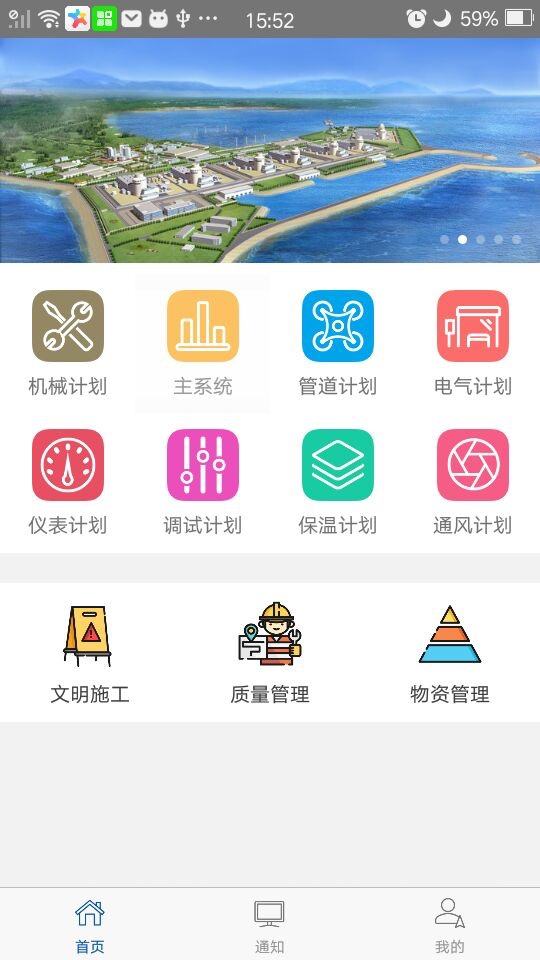 15:52
59%
机械计划
主系统
管道计划
电气计划
仪表计划
调试计划
保温计划
通风计划
文明施工
质量管理
物资管理
首页
通知
我的